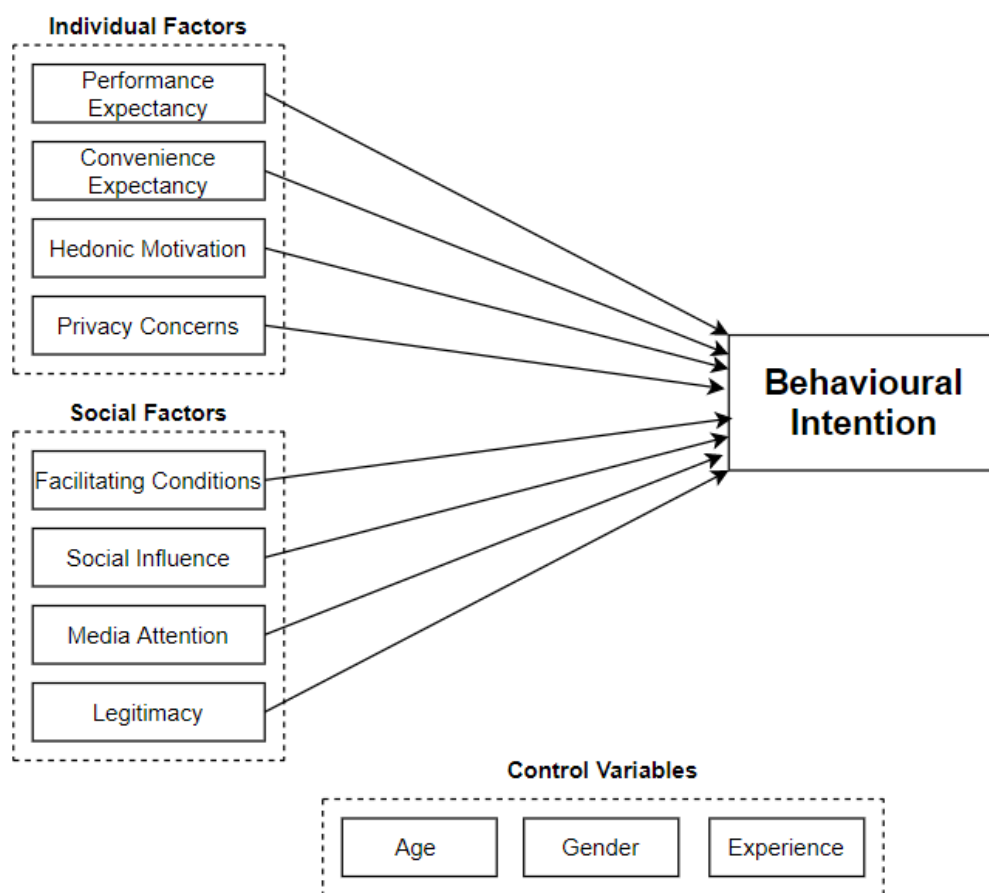 Individual Factors
Performance
Expectancy
Convenience
Expectancy
Hedonic Motivation
Privacy Concerns
Behavioural
Intention
Social Factors
Facilitating Conditions
Social Influence
Media Attention
Legitimacy
Control Variables
Age
Gender
Experience